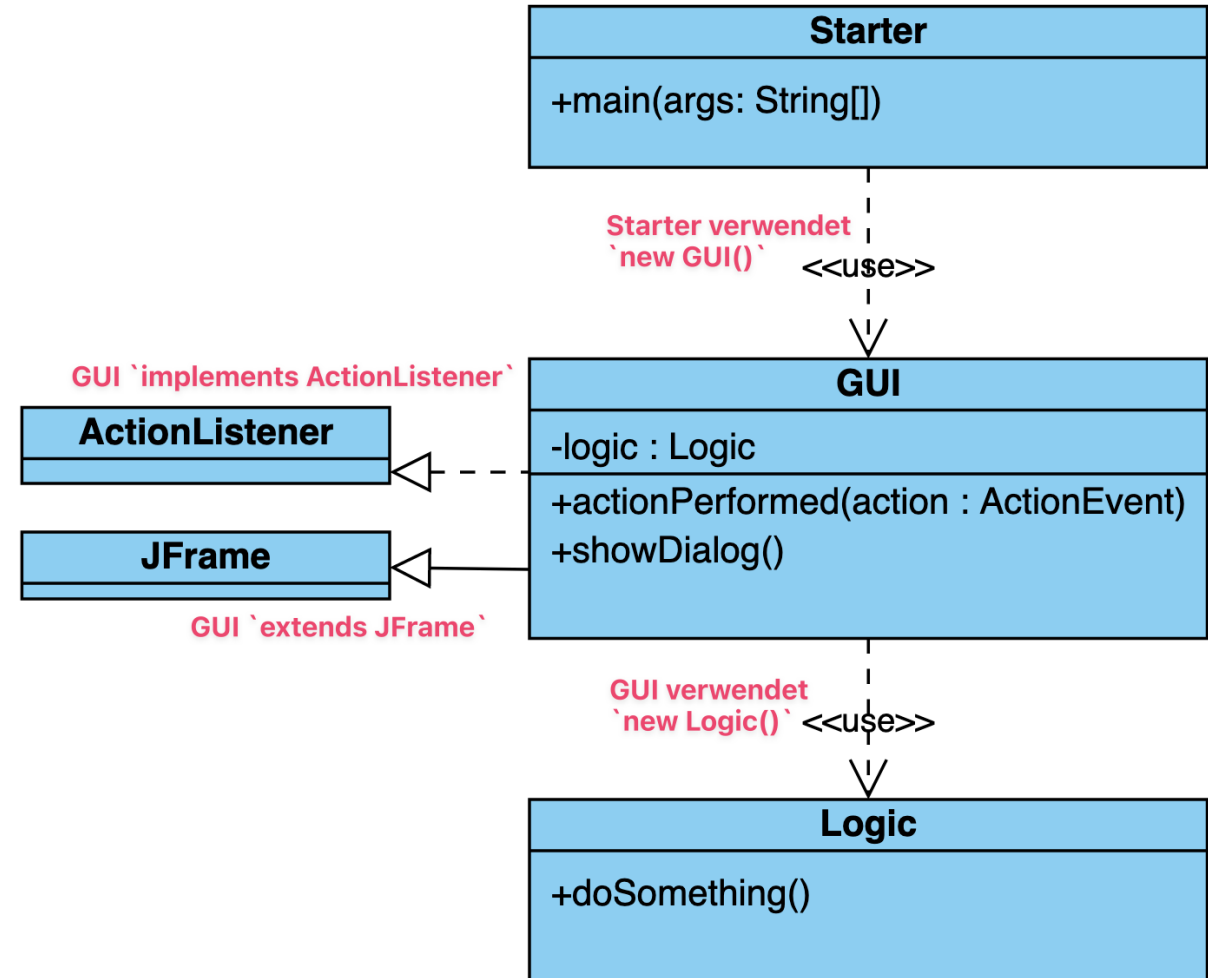 Starter
+main(args: String[])
Starter verwendet
`new GUI()`
<<use>>
GUI `implements ActionListener`
ActionListener
JFrame
GUI `extends JFrame`
GUI
-logic : Logic
+actionPerformed(action : ActionEvent)
+showDialog()
GUI verwendet
`new Logic()`
<<use>>
Logic
+doSomething()